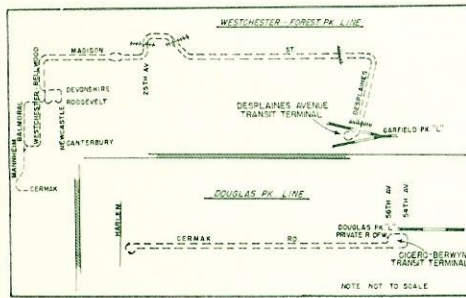 WESTCHESTER-FOREST PK. LINE
MADISON
ST.
25TH AV
DESPLAINES
DESPLAINES AVENUE
TRANSIT TERMINAL
GARFIELD PK. "L"
DEVONSHIRE
ROOSEVELT
WESTCHESTER-BELLWOOD
BALMORAL
MANNHEIM
NEWCASTLE
CANTERBURY
CERMAK
DOUGLAS PK. LINE
HARLEM
CERMAK
RD
56TH AV
54TH AV
DOUGLAS PK "L"
PRIVATE R OF W
CICERO-BERWYN
TRANSIT TERMINAL
NOTE NOT TO SCALE